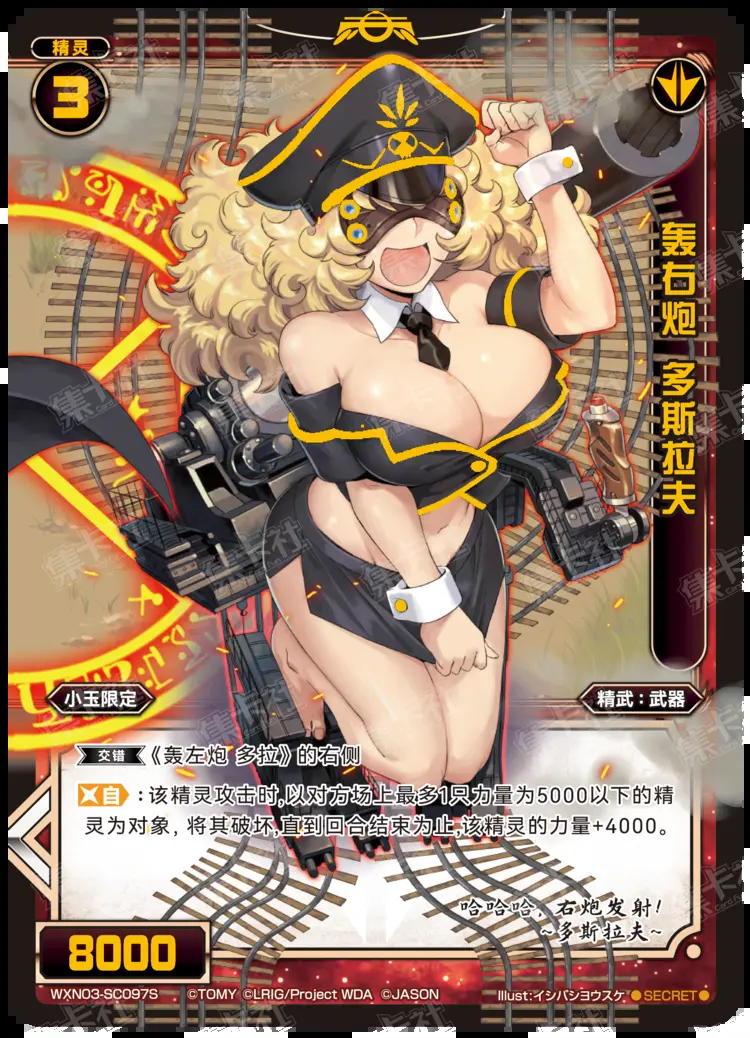 精灵
3
轰右炮 多斯拉夫
小玉限定
精武：武器
交错 《轰左炮 多拉》的右侧
自：该精灵攻击时,以对方场上最多1只力量为5000以下的精
灵为对象，将其破坏,直到回合结束为止,该精灵的力量+4000。
哈哈哈，右炮发射！
~多斯拉夫~
8000
WXN03-SC097S ©TOMY ©LRIG/Project WDA ©JASON Illust:イシバシヨウスケ ●SECRET●
集卡社